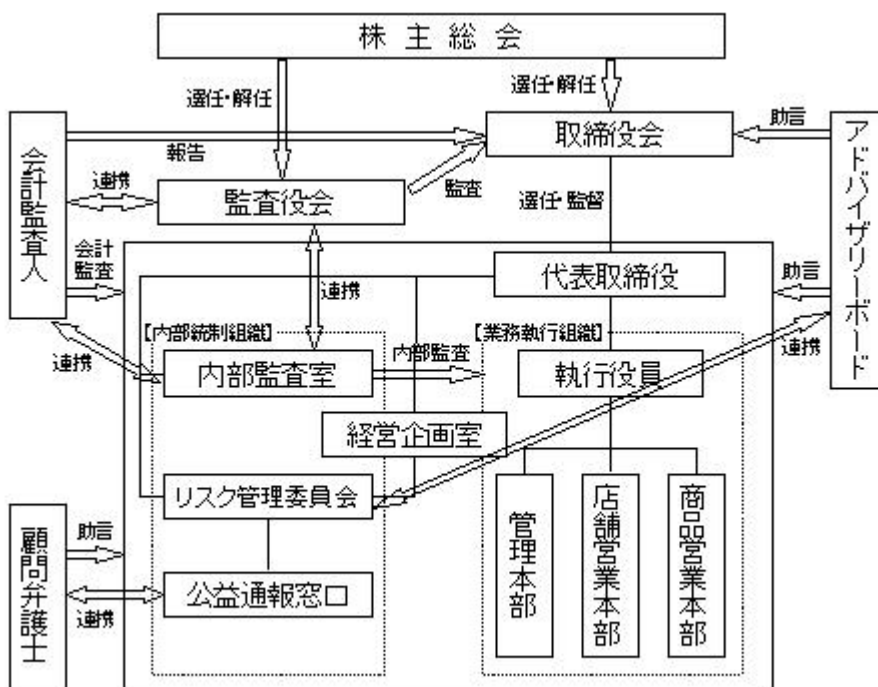 株主総会
選任・解任
選任・解任
会計監査人
報告
取締役会
助言
アドバイザリーボード
連携
監査役会
監査
選任・監督
会計監査
代表取締役
助言
連携
連携
【内部統制組織】
内部監査室
内部監査
【業務執行組織】
執行役員
連携
経営企画室
リスク管理委員会
管理本部
店舗営業本部
商品営業本部
顧問弁護士
助言
連携
公益通報窓口